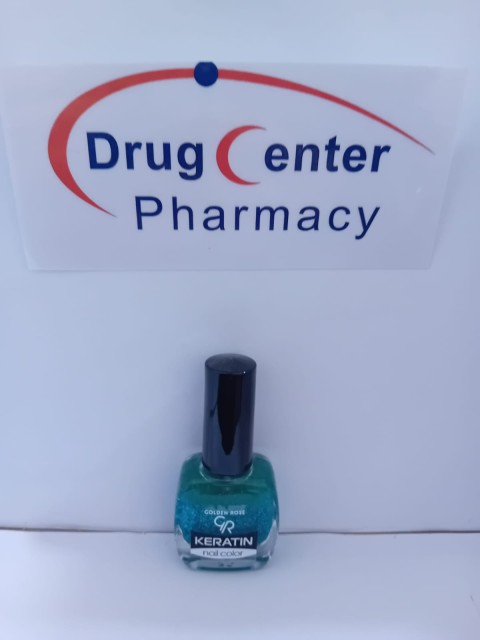 Drug Center
Pharmacy
GOLDEN ROSE
GR
KERATIN
nail color